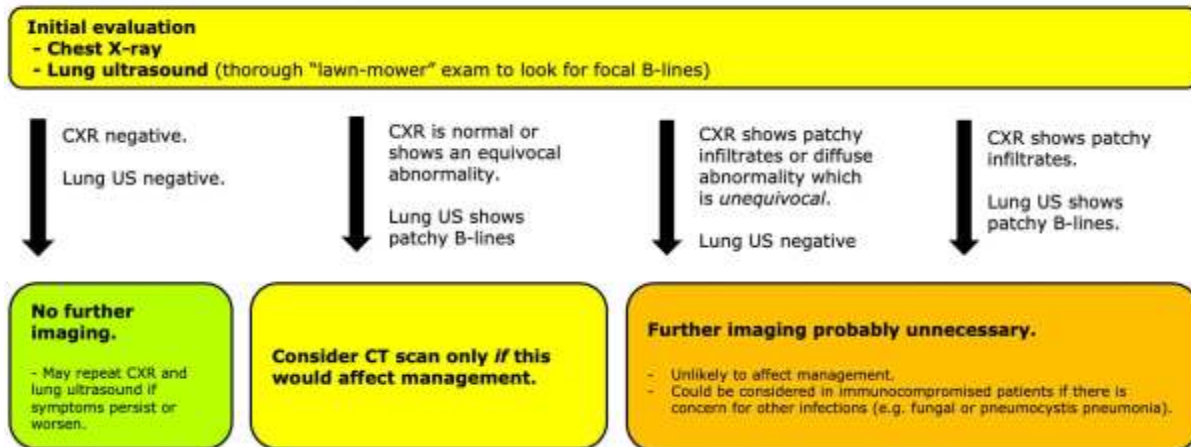 Initial evaluation
- Chest X-ray
- Lung ultrasound (thorough "lawn-mower" exam to look for focal B-lines)
CXR negative.
Lung US negative.
CXR is normal or
shows an equivocal
abnormality.
Lung US shows
patchy B-lines
CXR shows patchy
infiltrates or diffuse
abnormality which
is unequivocal.
Lung US negative
CXR shows patchy
infiltrates.
Lung US shows
patchy B-lines.
No further
imaging.
- May repeat CXR and
lung ultrasound if
symptoms persist or
worsen.
Consider CT scan only if this
would affect management.
Further imaging probably unnecessary.
- Unlikely to affect management.
- Could be considered in immunocompromised patients if there is
concern for other infections (e.g. fungal or pneumocystis pneumonia).